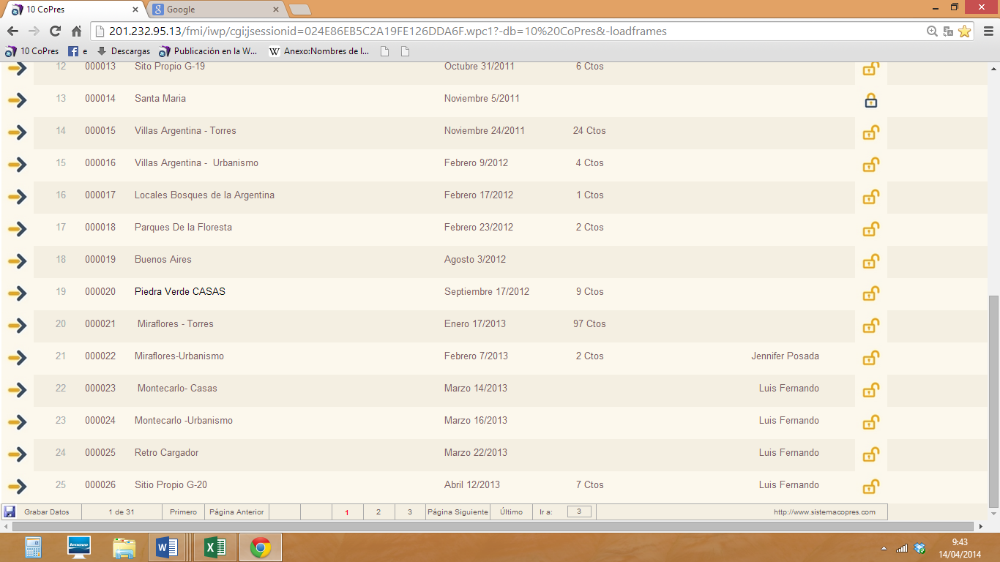 10 CoPres
Google
201.232.95.13/fmi/iwp/cgi;jsessionid=024E86EB5C2A19FE126DDA6F.wpc1?-db=10%20CoPres&-loadframes
10 CoPres e Descargas Publicación en la W... W Anexo:Nombres de l...
12 000013 Sito Propio G-19 Octubre 31/2011 6 Ctos
13 000014 Santa Maria Noviembre 5/2011
14 000015 Villas Argentina - Torres Noviembre 24/2011 24 Ctos
15 000016 Villas Argentina - Urbanismo Febrero 9/2012 4 Ctos
16 000017 Locales Bosques de la Argentina Febrero 17/2012 1 Ctos
17 000018 Parques De la Floresta Febrero 23/2012 2 Ctos
18 000019 Buenos Aires Agosto 3/2012
19 000020 Piedra Verde CASAS Septiembre 17/2012 9 Ctos
20 000021 Miraflores - Torres Enero 17/2013 97 Ctos
21 000022 Miraflores-Urbanismo Febrero 7/2013 2 Ctos Jennifer Posada
22 000023 Montecarlo- Casas Marzo 14/2013 Luis Fernando
23 000024 Montecarlo -Urbanismo Marzo 16/2013 Luis Fernando
24 000025 Retro Cargador Marzo 22/2013 Luis Fernando
25 000026 Sitio Propio G-20 Abril 12/2013 7 Ctos Luis Fernando
Grabar Datos 1 de 31 Primero Página Anterior 1 2 3 Página Siguiente Último Ir a: 3 http://www.sistemacopres.com
lenovo
9:43
14/04/2014